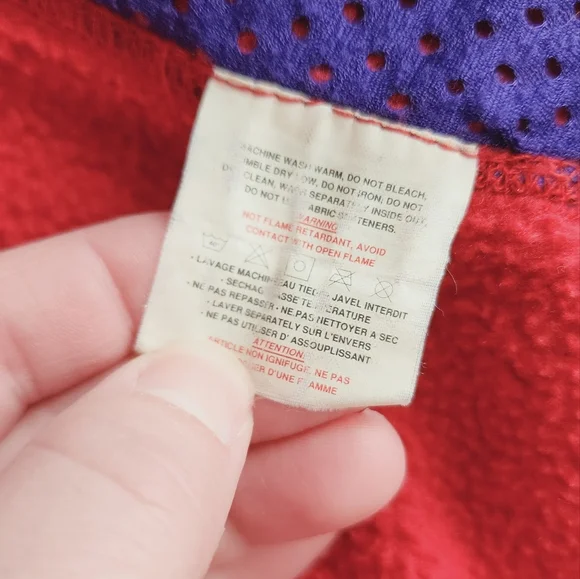 MACHINE WASH WARM, DO NOT BLEACH,
TUMBLE DRY LOW, DO NOT IRON, DO NOT
CLEAN, WASH SEPARATELY INSIDE OUT,
DO NOT FABRIC SOFTENERS.
WARNING:
NOT FLAME RETARDANT, AVOID
CONTACT WITH OPEN FLAME
- LAVAGE MACHINE EAU TIEDE JAVEL INTERDIT
- SECHAGE BASSE TEMPERATURE
- NE PAS REPASSER - NE PAS NETTOYER A SEC
- LAVER SEPARATELY SUR L'ENVERS
- NE PAS UTILISER D'ASSOUPLISSANT
ATTENTION:
ARTICLE NON IGNIFUGE, NE PAS
D'UNE FLAMME